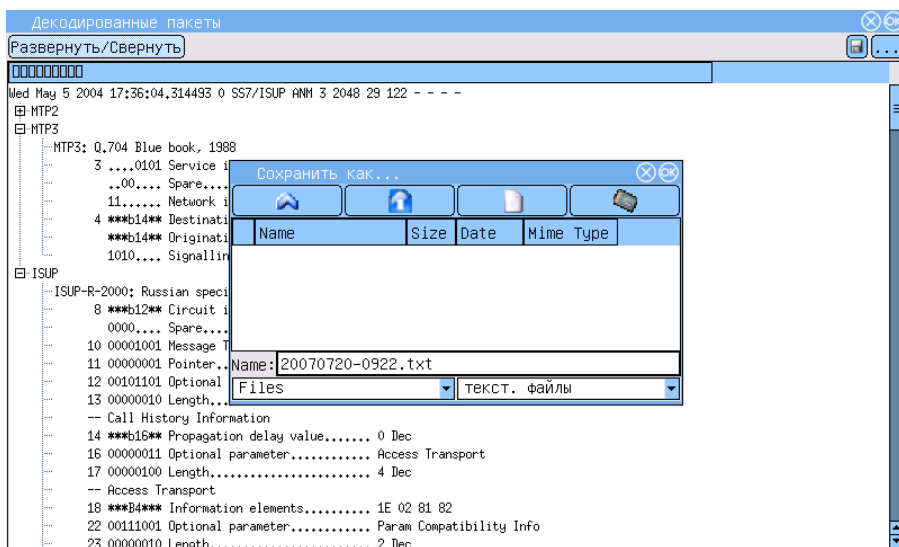 Декодированные пакеты
Развернуть/Свернуть
...
Wed May 5 2004 17:36:04.314493 0 SS7/ISUP ANM 3 2048 29 122 - - - -
MTP2
MTP3
MTP3: Q.704 Blue book, 1988
3 ....0101 Service i
..00.... Spare....
11...... Network i
4 ***b14** Destinati
***b14** Originati
1010.... Signallin
ISUP
ISUP-R-2000: Russian speci
8 ***b12** Circuit i
0000.... Spare....
10 00001001 Message T
11 00000001 Pointer..
12 00101101 Optional
13 00000010 Length...
-- Call History Information
14 ***b16** Propagation delay value....... 0 Dec
16 00000011 Optional parameter............ Access Transport
17 00000100 Length........................ 4 Dec
-- Access Transport
18 ***B4*** Information elements.......... 1E 02 81 82
22 00111001 Optional parameter............ Param Compatibility Info
23 00000010 Length........................ 2 Dec
Сохранить как...
OK
Name Size Date Mime Type
Name: 20070720-0922.txt
Files текст. файлы